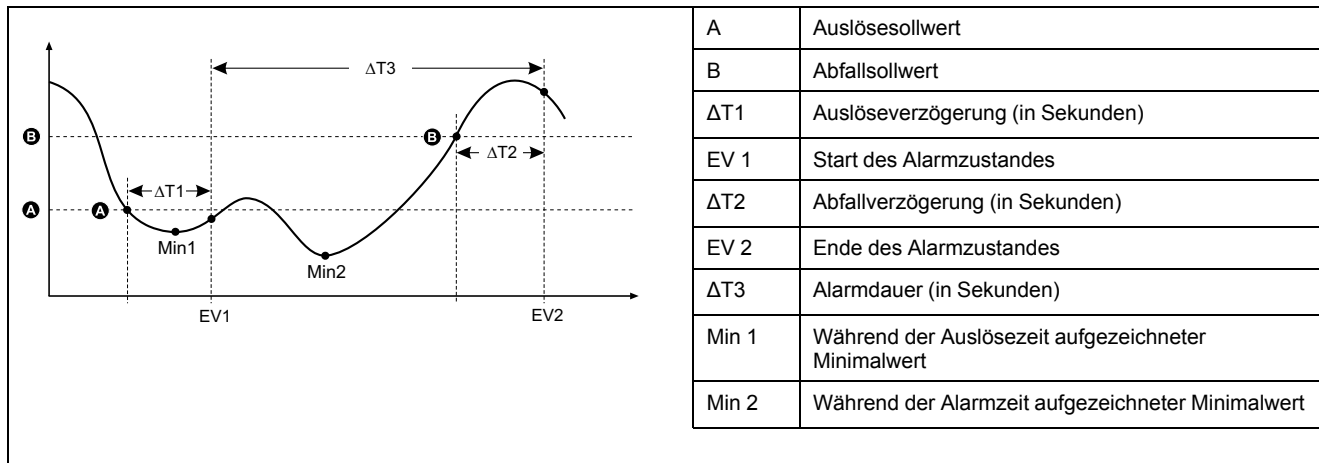 ΔT3
B
B
ΔT2
A
A
ΔT1
Min1
Min2
EV1
EV2
A Auslösesollwert
B Abfallsollwert
ΔT1 Auslöseverzögerung (in Sekunden)
EV 1 Start des Alarmzustandes
ΔT2 Abfallverzögerung (in Sekunden)
EV 2 Ende des Alarmzustandes
ΔT3 Alarmdauer (in Sekunden)
Min 1 Während der Auslösezeit aufgezeichneter
Minimalwert
Min 2 Während der Alarmzeit aufgezeichneter Minimalwert